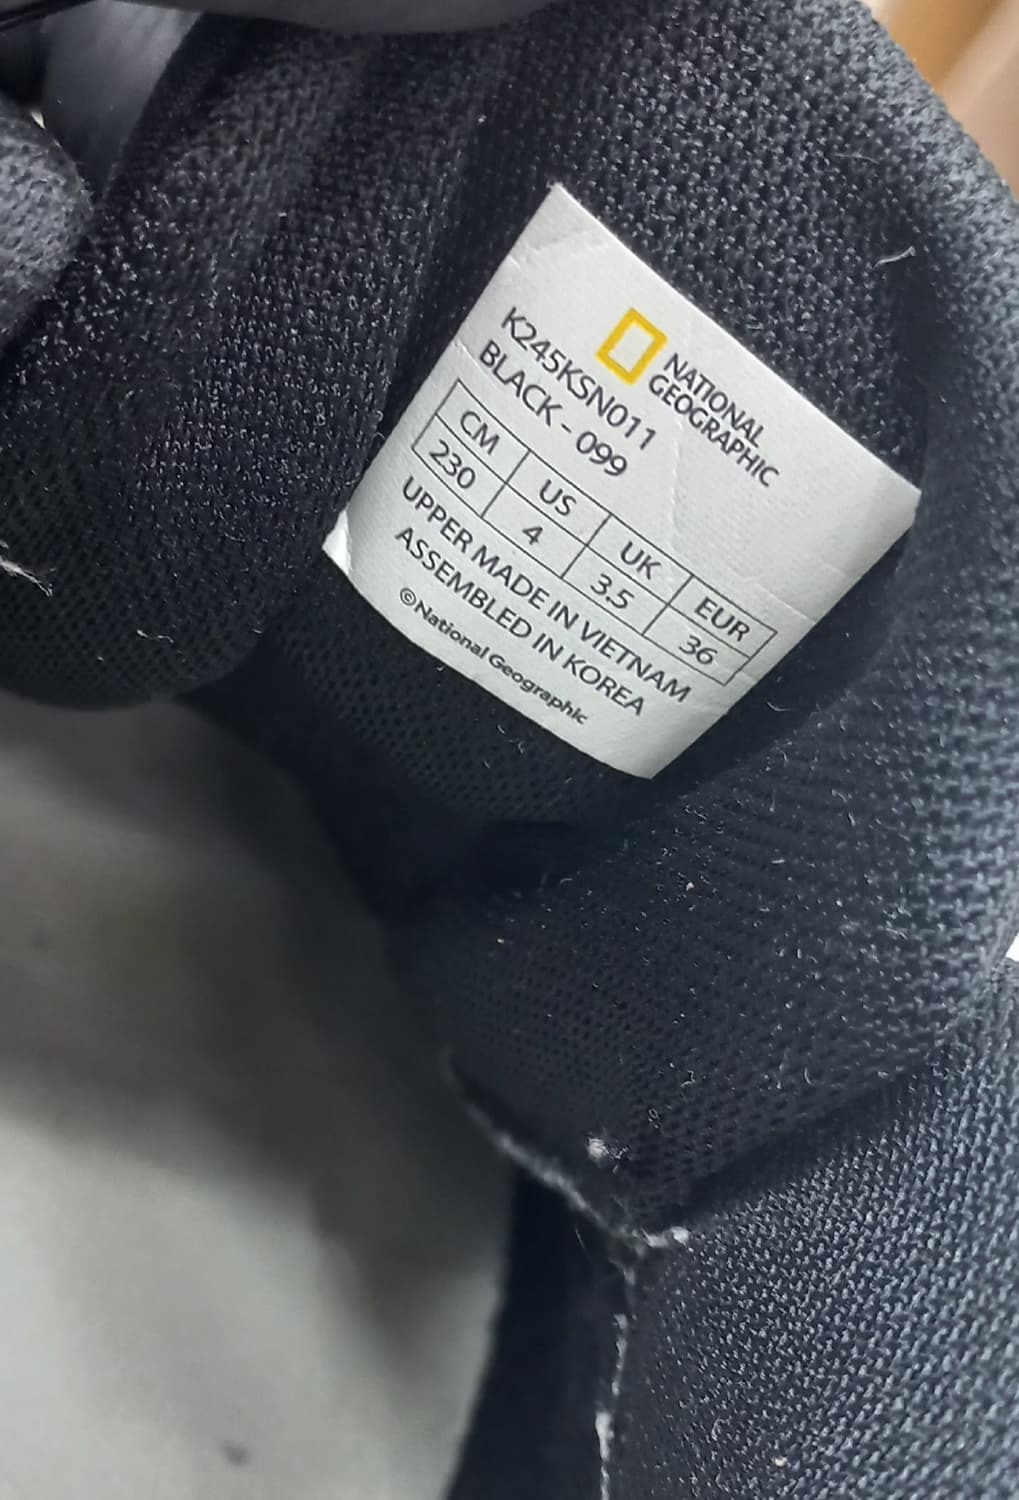 NATIONAL
GEOGRAPHIC
K245KSN011
BLACK - 099
CM US UK EUR
230 4 3.5 36
UPPER MADE IN VIETNAM
ASSEMBLED IN KOREA
©National Geographic